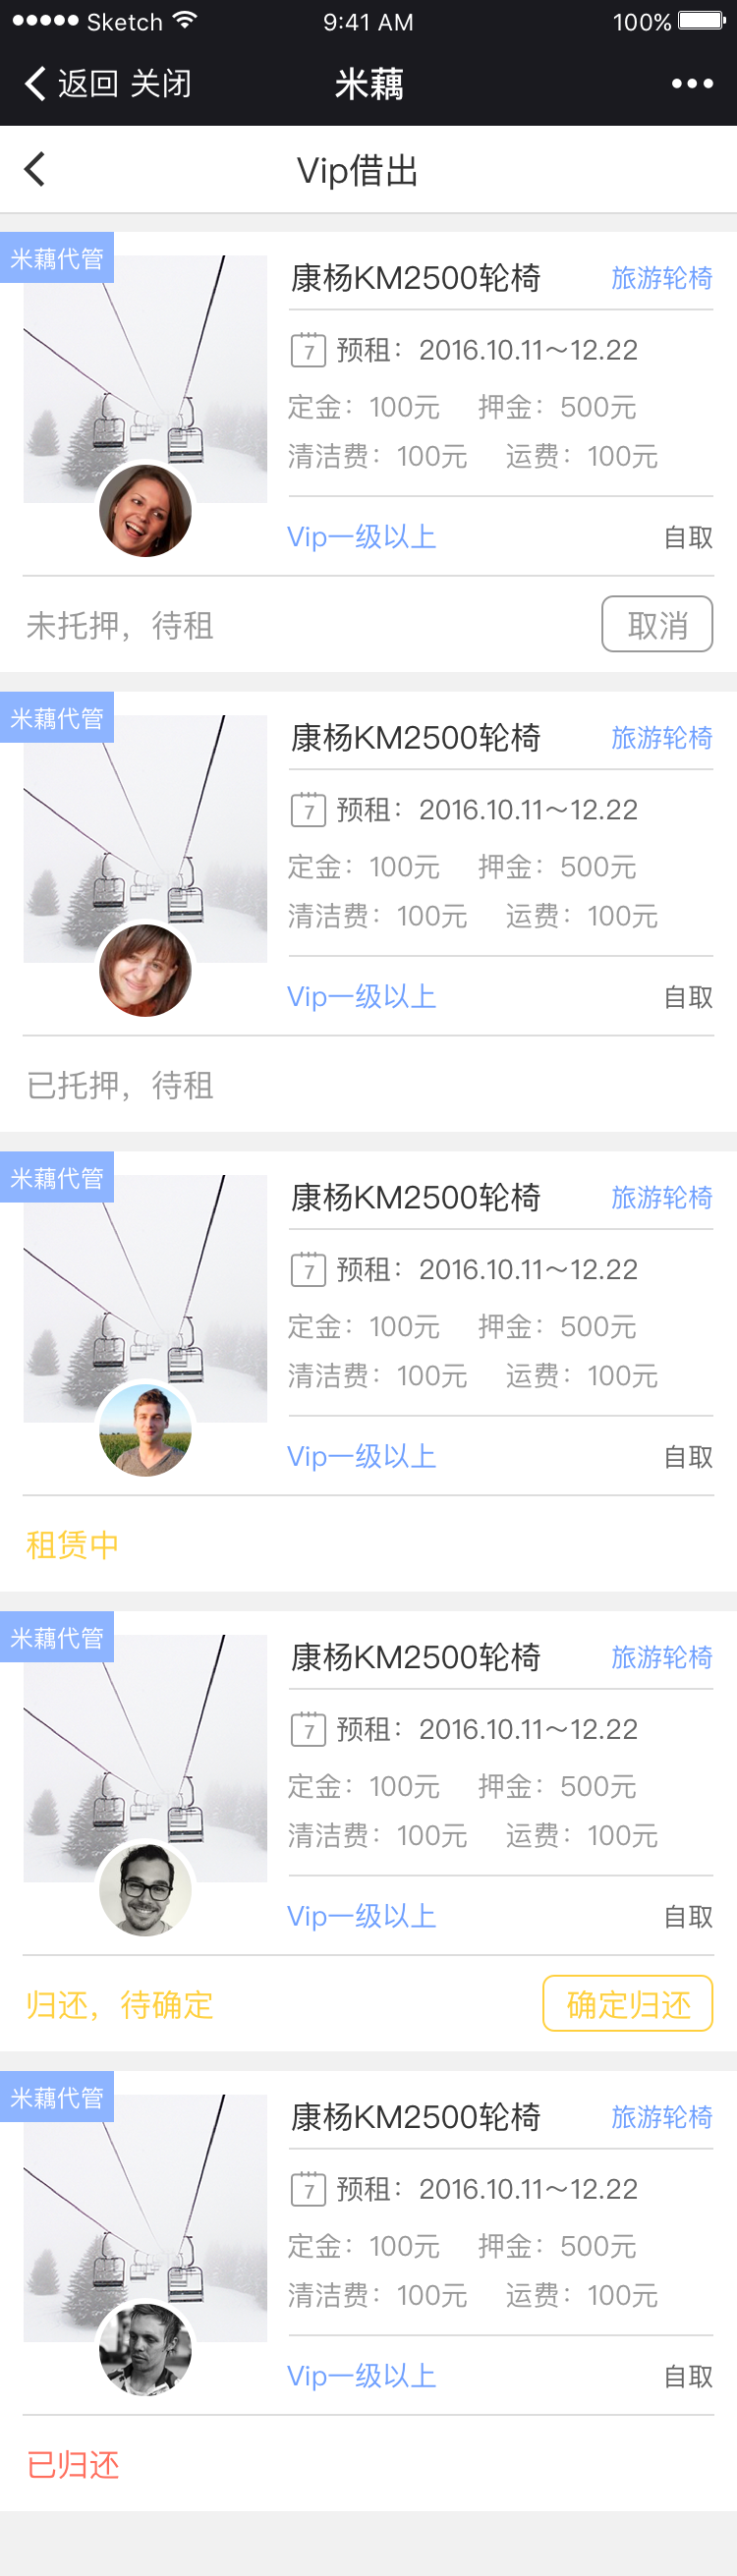 Sketch 9:41 AM 100%
返回 关闭 米藕
Vip借出
米藕代管
康杨KM2500轮椅 旅游轮椅
7 预租：2016.10.11～12.22
定金：100元 押金：500元
清洁费：100元 运费：100元
Vip一级以上 自取
未托押，待租 取消
米藕代管
康杨KM2500轮椅 旅游轮椅
7 预租：2016.10.11～12.22
定金：100元 押金：500元
清洁费：100元 运费：100元
Vip一级以上 自取
已托押，待租
米藕代管
康杨KM2500轮椅 旅游轮椅
7 预租：2016.10.11～12.22
定金：100元 押金：500元
清洁费：100元 运费：100元
Vip一级以上 自取
租赁中
米藕代管
康杨KM2500轮椅 旅游轮椅
7 预租：2016.10.11～12.22
定金：100元 押金：500元
清洁费：100元 运费：100元
Vip一级以上 自取
归还，待确定 确定归还
米藕代管
康杨KM2500轮椅 旅游轮椅
7 预租：2016.10.11～12.22
定金：100元 押金：500元
清洁费：100元 运费：100元
Vip一级以上 自取
已归还